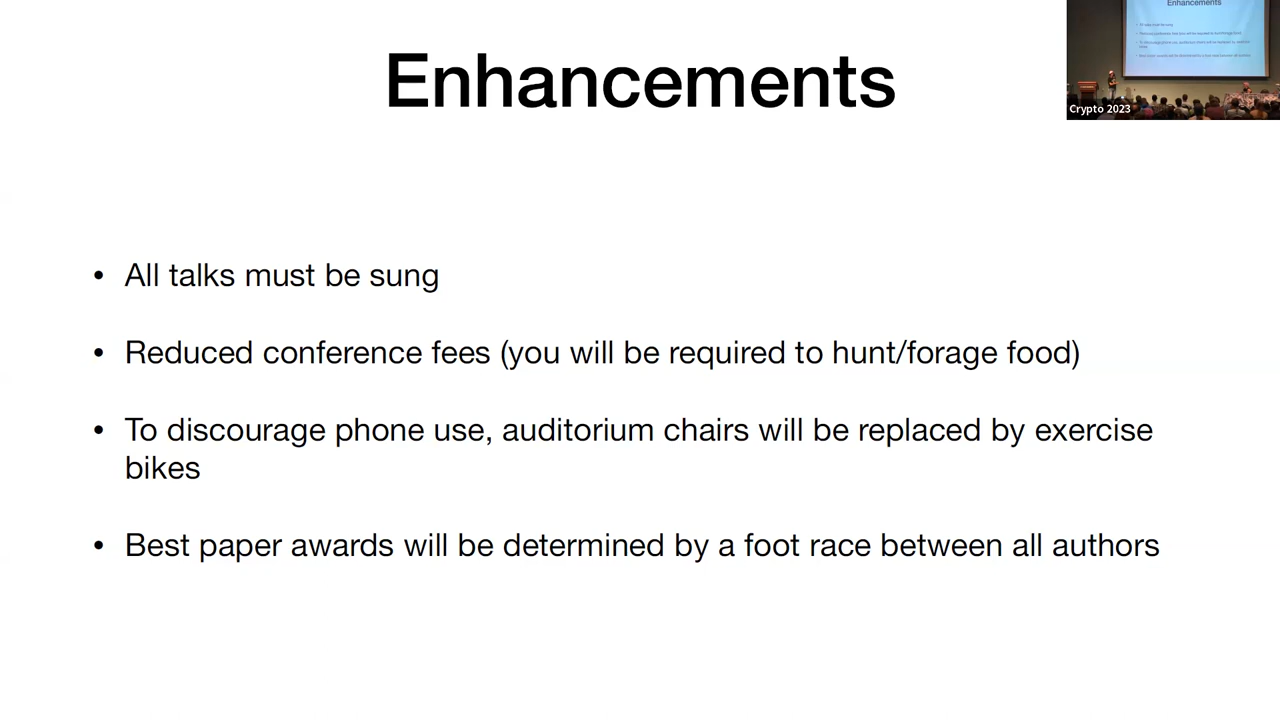 Enhancements
Enhancements
Crypto 2023
• All talks must be sung
• Reduced conference fees (you will be required to hunt/forage food)
• To discourage phone use, auditorium chairs will be replaced by exercise
bikes
• Best paper awards will be determined by a foot race between all authors